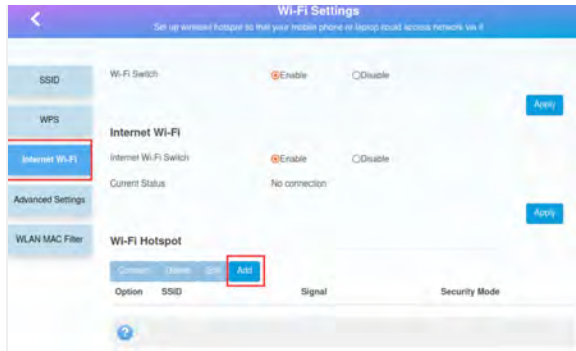 Wi-Fi Settings
Set up wireless hotspot so that your mobile phone or laptop could access network via it
SSID
Wi-Fi Switch
Enable
Disable
Apply
WPS
Internet Wi-Fi
Internet Wi-Fi
Internet Wi-Fi Switch
Enable
Disable
Current Status
No connection
Advanced Settings
Apply
WLAN MAC Filter
Wi-Fi Hotspot
Connect Delete Edit Add
Option SSID Signal Security Mode
?